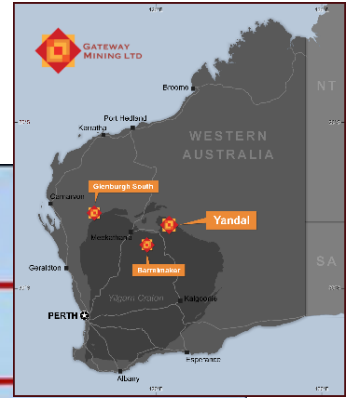 GATEWAY
MINING LTD
Broome
NT
Port Hedland
Karratha
WESTERN
AUSTRALIA
Glenburgh South
Carnarvon
Yandal
Meekatharra
Barrelmaker
SA
Geraldton
Yilgarn Craton
Kalgoorlie
PERTH
Esperance
Albany